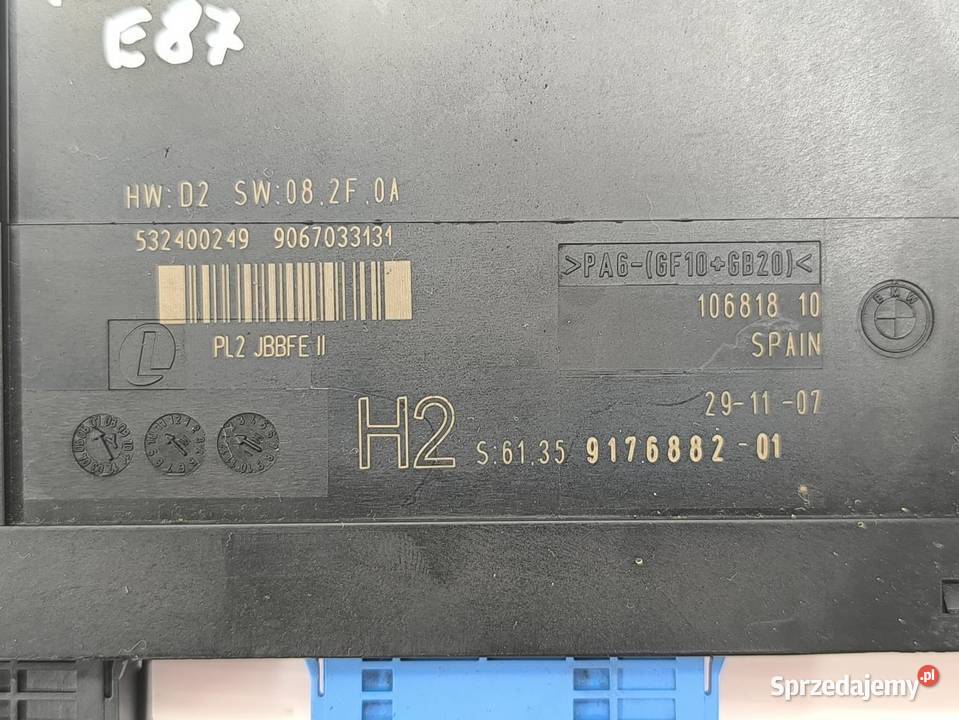 E87
HW:D2 SW:08.2F.0A
532400249 9067033131
>PA6-(GF10+GB20)<
106818 10
SPAIN
BMW
L
PL2 JBBFE II
29-11-07
H2 S:61.35 9176882-01
Sprzedajemy.pl